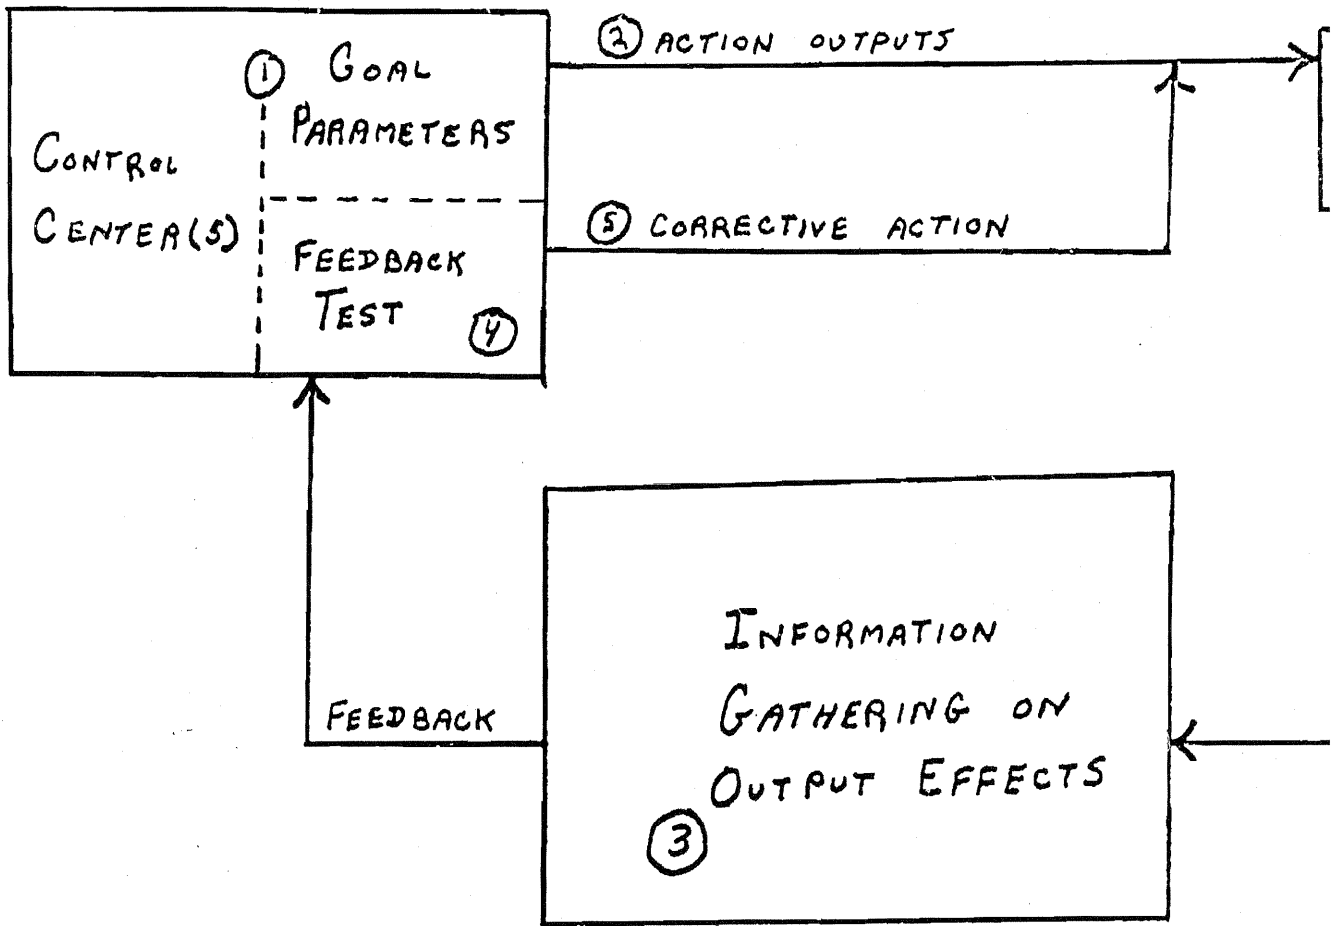 ② ACTION OUTPUTS
① GOAL
PARAMETERS
CONTROL
CENTER(S)
⑤ CORRECTIVE ACTION
FEEDBACK
TEST
④
INFORMATION
GATHERING ON
OUTPUT EFFECTS
③
FEEDBACK